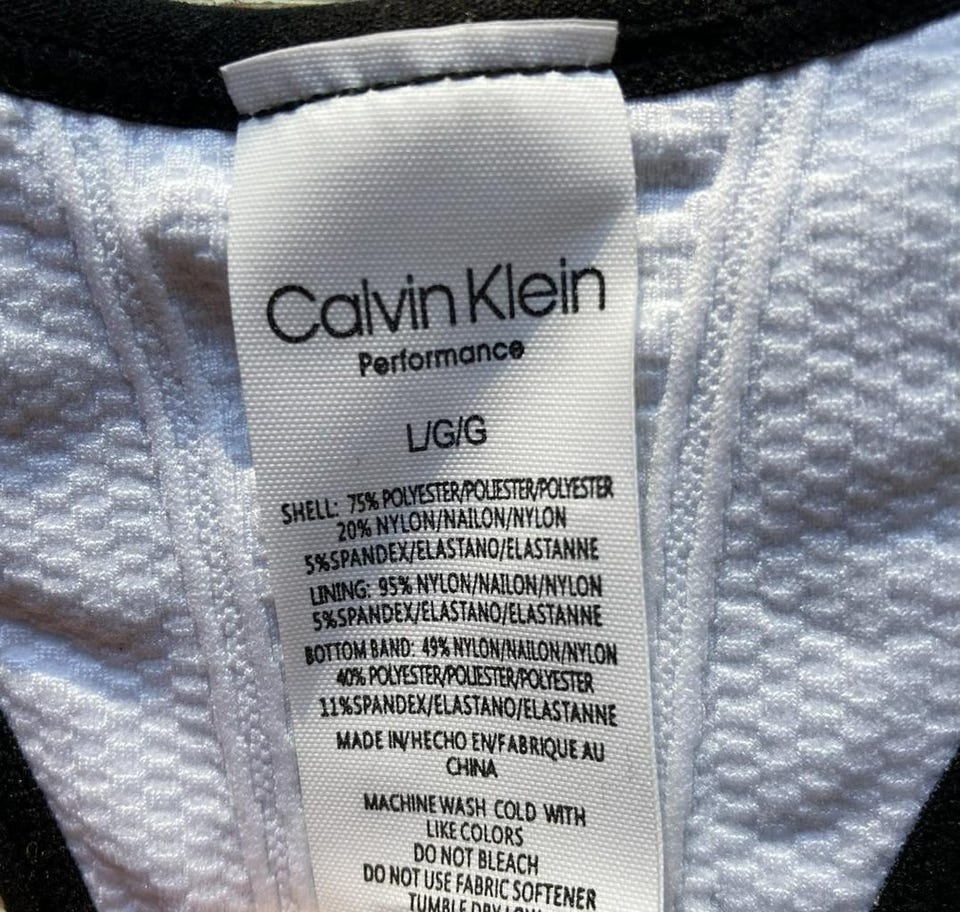 Calvin Klein
Performance
L/G/G
SHELL: 75% POLYESTER/POLIESTER/POLYESTER
20% NYLON/NAILON/NYLON
5%SPANDEX/ELASTANO/ELASTANNE
LINING: 95% NYLON/NAILON/NYLON
5%SPANDEX/ELASTANO/ELASTANNE
BOTTOM BAND: 49% NYLON/NAILON/NYLON
40% POLYESTER/POLIESTER/POLYESTER
11%SPANDEX/ELASTANO/ELASTANNE
MADE IN/HECHO EN/FABRIQUE AU
CHINA
MACHINE WASH COLD WITH
LIKE COLORS
DO NOT BLEACH
DO NOT USE FABRIC SOFTENER
TUMBLE DRY LOW